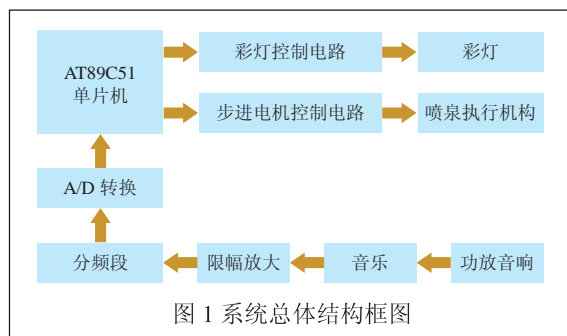 AT89C51
单片机
彩灯控制电路
彩灯
步进电机控制电路
喷泉执行机构
A/D 转换
分频段
限幅放大
音乐
功放音响
图 1 系统总体结构框图